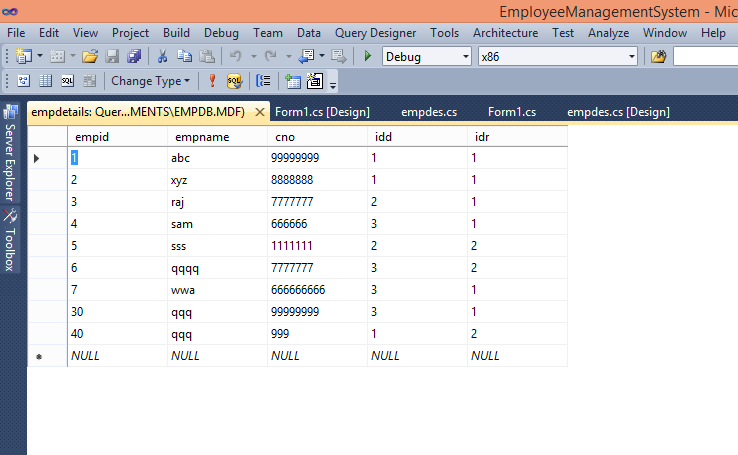 EmployeeManagementSystem - Mic
File Edit View Project Build Debug Team Data Query Designer Tools Architecture Test Analyze Window Help
Debug x86
SQL Change Type
empdetails: Quer...MENTS\EMPDB.MDF) Form1.cs [Design] empdes.cs Form1.cs empdes.cs [Design]
Server Explorer
Toolbox
empid empname cno idd idr
1 abc 99999999 1 1
2 xyz 8888888 1 1
3 raj 7777777 2 1
4 sam 666666 3 1
5 sss 1111111 2 2
6 qqqq 7777777 3 2
7 wwa 666666666 3 1
30 qqq 99999999 3 1
40 qqq 999 1 2
NULL NULL NULL NULL NULL